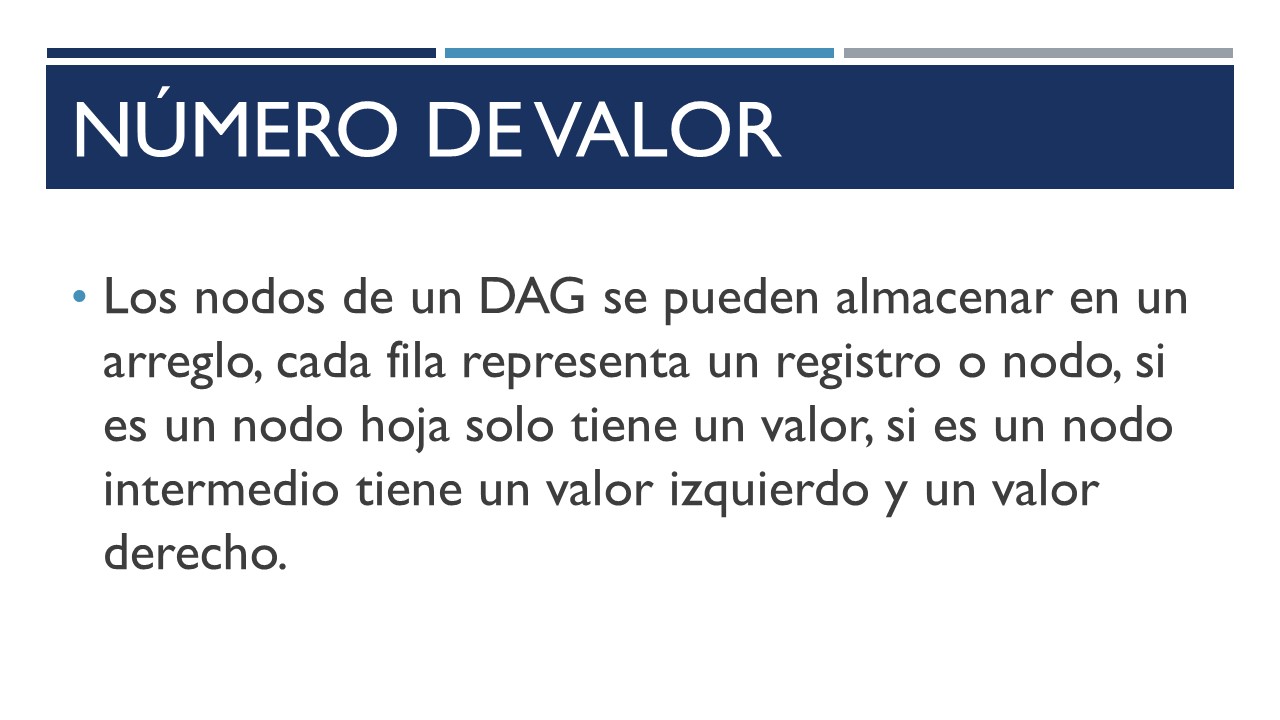 NÚMERO DE VALOR
• Los nodos de un DAG se pueden almacenar en un
arreglo, cada fila representa un registro o nodo, si
es un nodo hoja solo tiene un valor, si es un nodo
intermedio tiene un valor izquierdo y un valor
derecho.